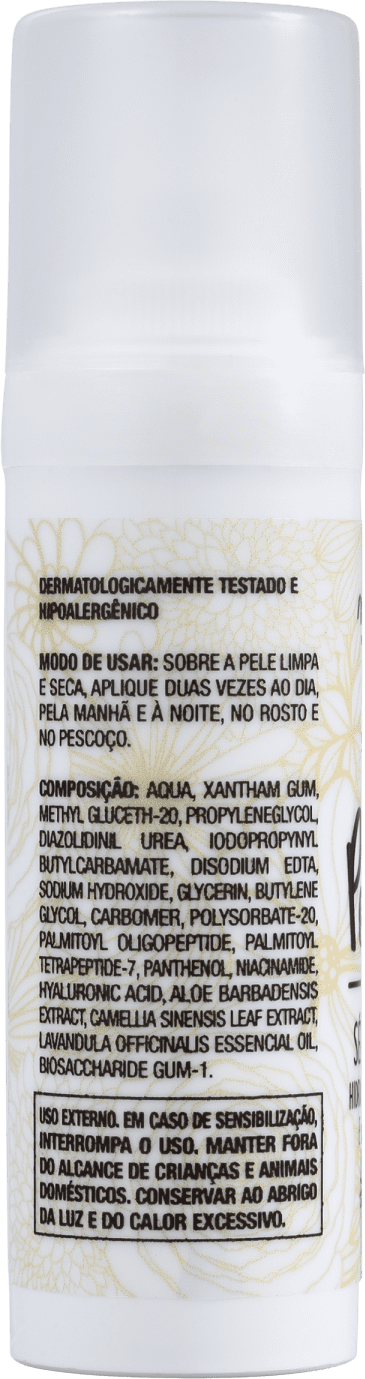 DERMATOLOGICAMENTE TESTADO E
HIPOALERGÊNICO
MODO DE USAR: SOBRE A PELE LIMPA
E SECA, APLIQUE DUAS VEZES AO DIA,
PELA MANHÃ E À NOITE, NO ROSTO E
NO PESCOÇO.
COMPOSIÇÃO: AQUA, XANTHAM GUM,
METHYL GLUCETH-20, PROPYLENEGLYCOL,
DIAZOLIDINIL UREA, IODOPROPYNYL
BUTYLCARBAMATE, DISODIUM EDTA,
SODIUM HYDROXIDE, GLYCERIN, BUTYLENE
GLYCOL, CARBOMER, POLYSORBATE-20,
PALMITOYL OLIGOPEPTIDE, PALMITOYL
TETRAPEPTIDE-7, PANTHENOL, NIACINAMIDE,
HYALURONIC ACID, ALOE BARBADENSIS
EXTRACT, CAMELLIA SINENSIS LEAF EXTRACT,
LAVANDULA OFFICINALIS ESSENCIAL OIL,
BIOSACCHARIDE GUM-1.
USO EXTERNO. EM CASO DE SENSIBILIZAÇÃO,
INTERROMPA O USO. MANTER FORA
DO ALCANCE DE CRIANÇAS E ANIMAIS
DOMÉSTICOS. CONSERVAR AO ABRIGO
DA LUZ E DO CALOR EXCESSIVO.